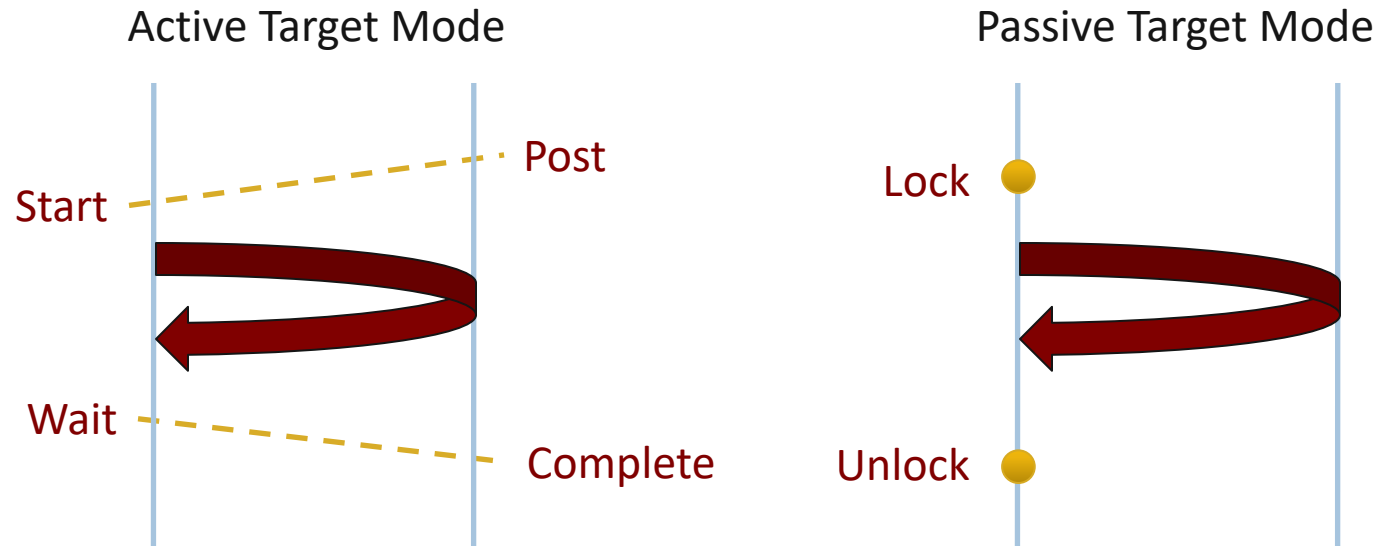 Active Target Mode
Passive Target Mode
Post
Start
Lock
Wait
Complete
Unlock